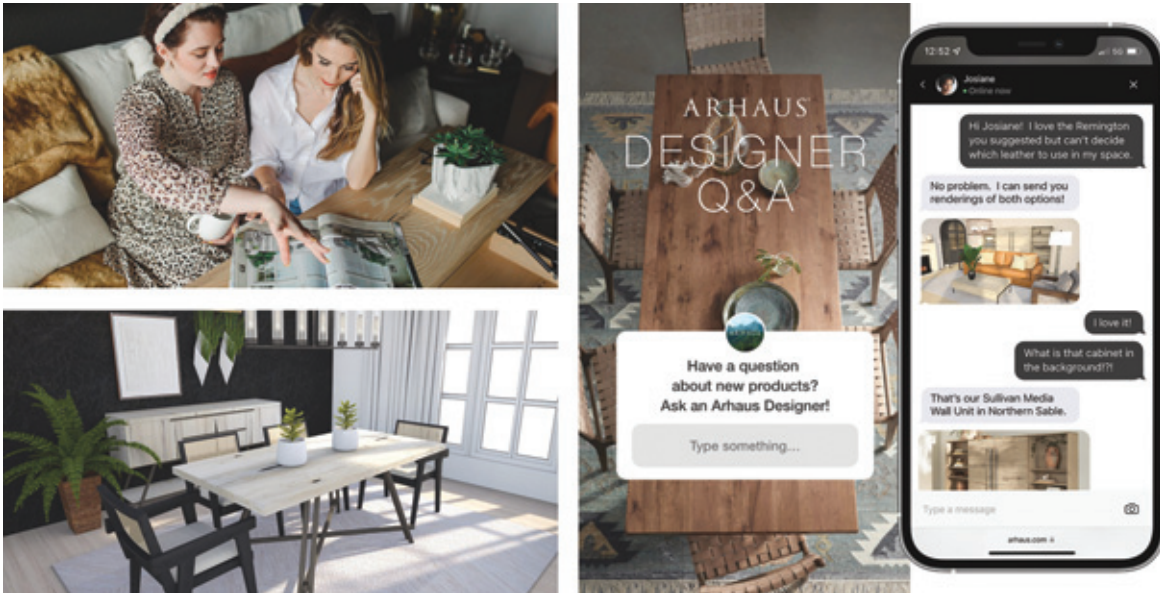 ARHAUS
DESIGNER
Q&A
Have a question
about new products?
Ask an Arhaus Designer!
Type something...
12:52
5G
Josiane
• Online now
Hi Josiane! I love the Remington
you suggested but can't decide
which leather to use in my space.
No problem. I can send you
renderings of both options!
I love it!
What is that cabinet in
the background!?!
That's our Sullivan Media
Wall Unit in Northern Sable.
Type a message
arhaus.com